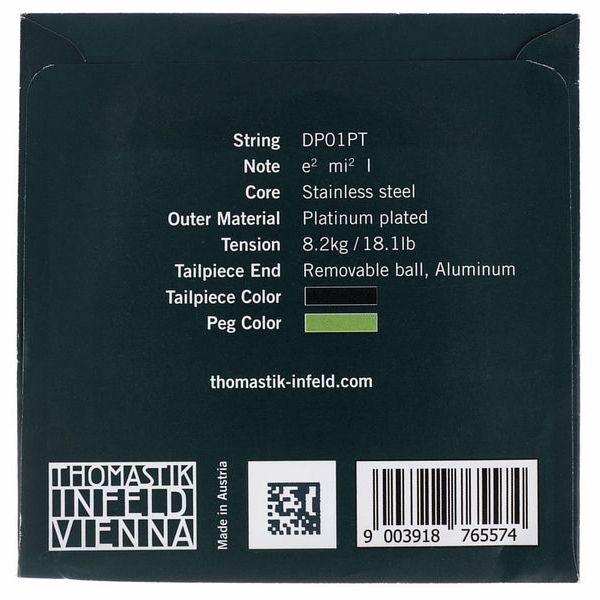 String DP01PT
Note e² mi² I
Core Stainless steel
Outer Material Platinum plated
Tension 8.2kg / 18.1lb
Tailpiece End Removable ball, Aluminum
Tailpiece Color
Peg Color
thomastik-infeld.com
THOMASTIK
INFELD
VIENNA
Made in Austria
9 003918 765574